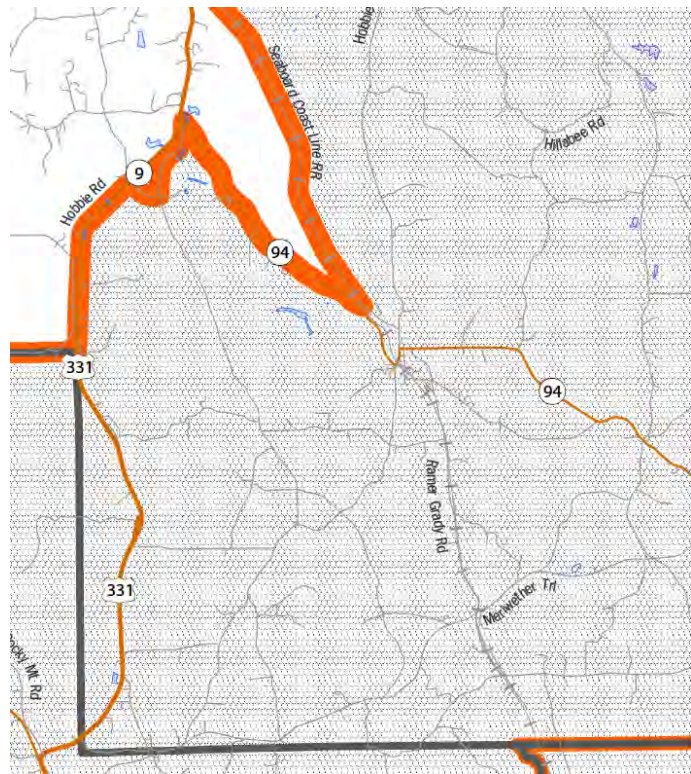 Hobbie
Seaboard Coast Line RR
Hillabee Rd
9
Hobbie Rd
94
331
94
Ramer Grady Rd
331
Meriwether Trl
Mt Rd